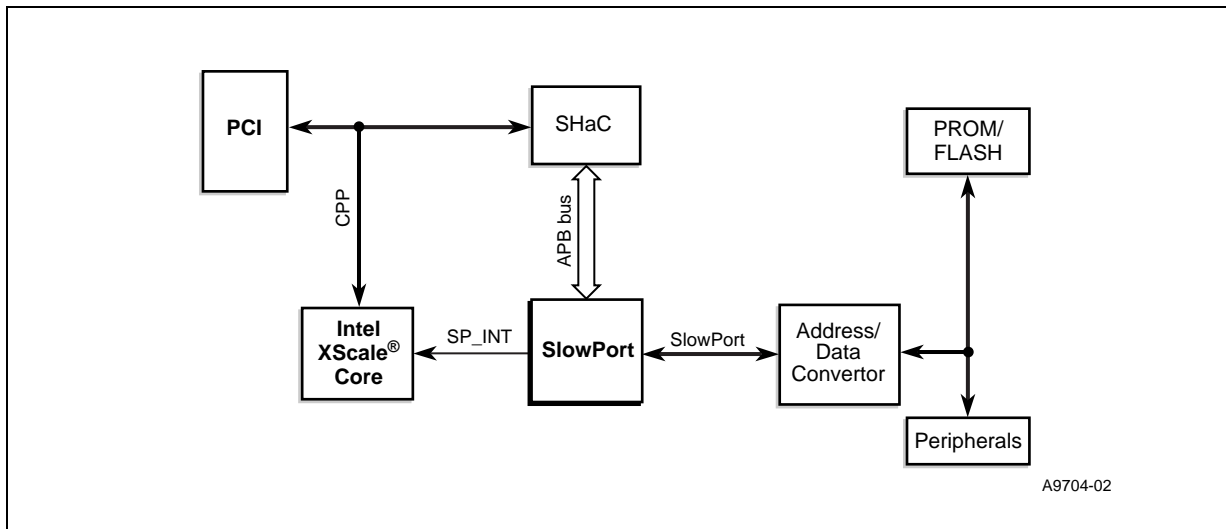 PCI
SHaC
PROM/
FLASH
CPP
APB bus
Intel
XScale®
Core
SP_INT
SlowPort
SlowPort
Address/
Data
Convertor
Peripherals
A9704-02